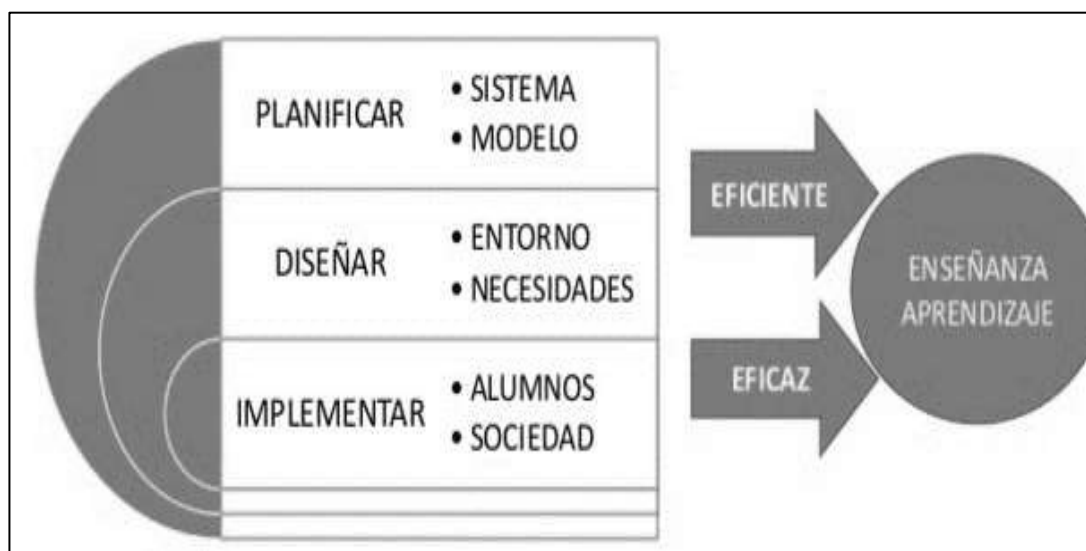 PLANIFICAR
• SISTEMA
• MODELO
DISEÑAR
• ENTORNO
• NECESIDADES
IMPLEMENTAR
• ALUMNOS
• SOCIEDAD
EFICIENTE
EFICAZ
ENSEÑANZA
APRENDIZAJE